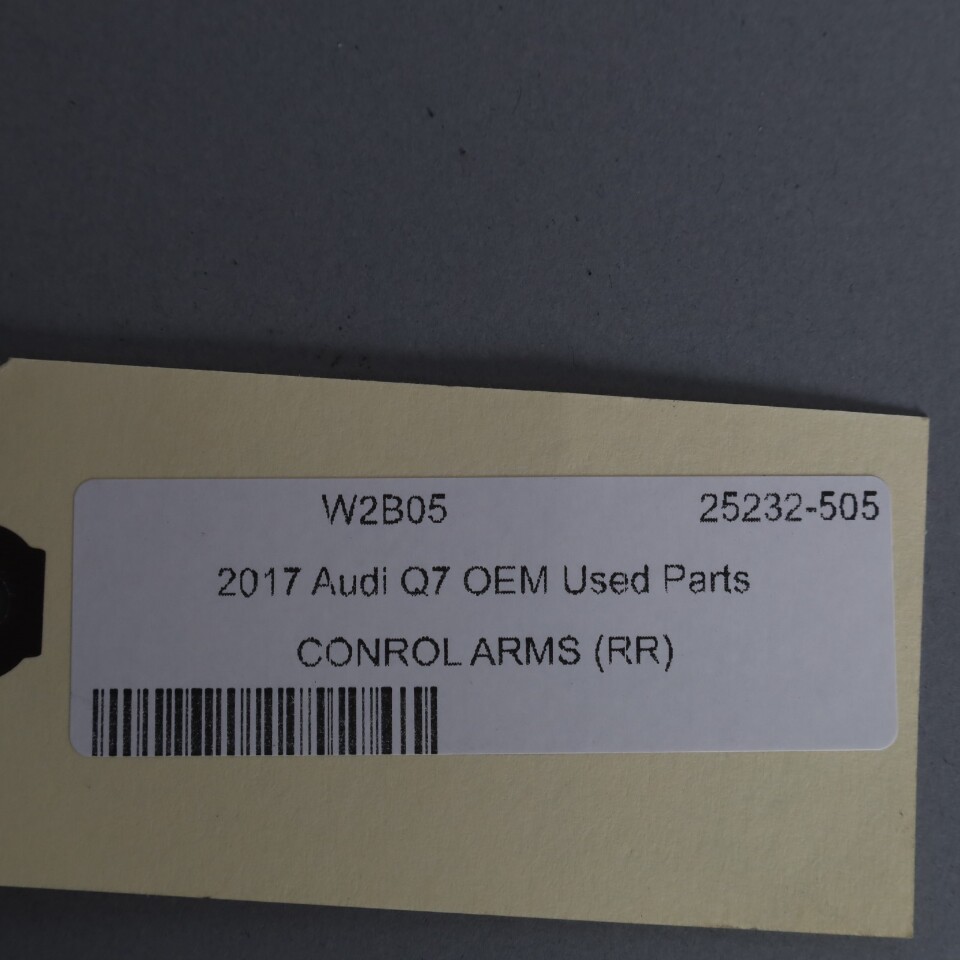 W2B05 25232-505
2017 Audi Q7 OEM Used Parts
CONROL ARMS (RR)